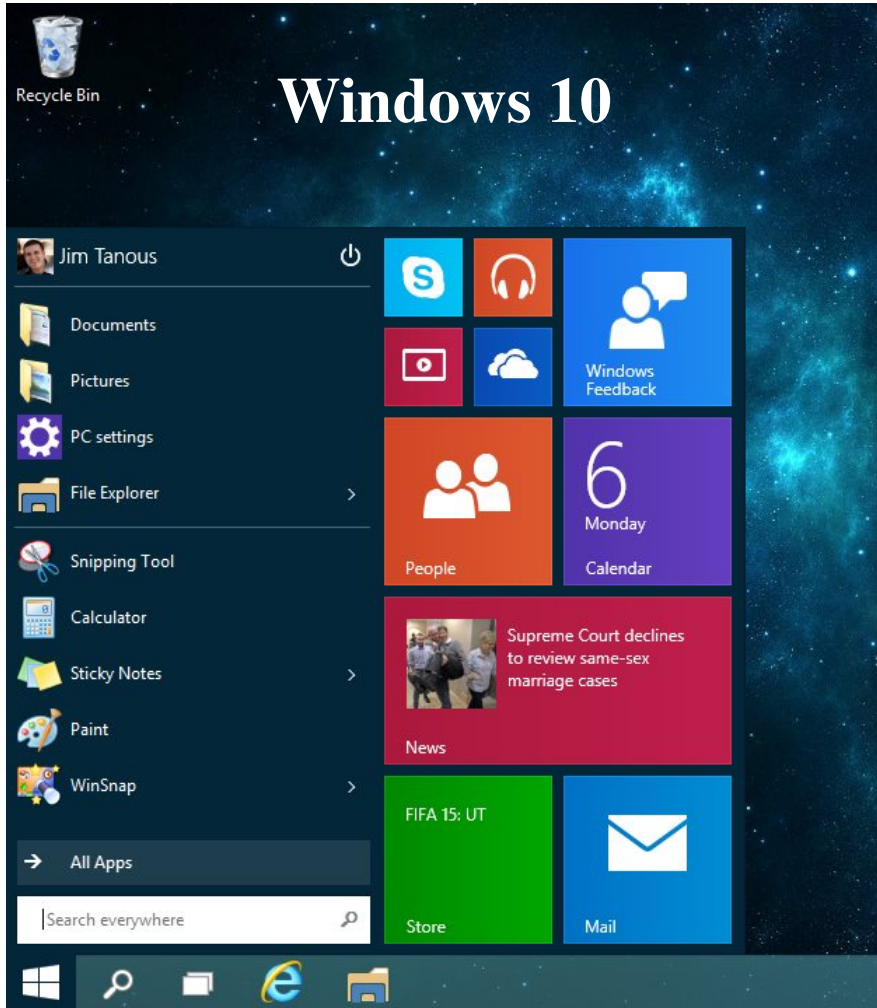 Recycle Bin
Windows 10
Jim Tanous
Documents
Pictures
PC settings
File Explorer
Snipping Tool
Calculator
Sticky Notes
Paint
WinSnap
All Apps
Search everywhere
S
Windows
Feedback
People
6
Monday
Calendar
Supreme Court declines
to review same-sex
marriage cases
News
FIFA 15: UT
Store
Mail